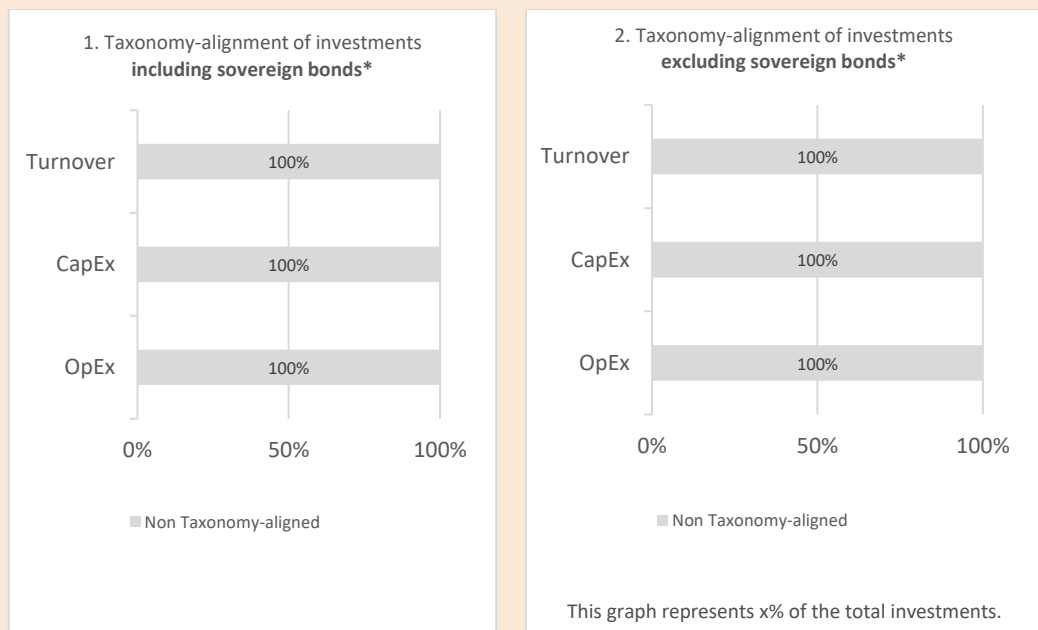 1. Taxonomy-alignment of investments
including sovereign bonds*
Turnover
100%
CapEx
100%
OpEx
100%
0%
50%
100%
Non Taxonomy-aligned
2. Taxonomy-alignment of investments
excluding sovereign bonds*
Turnover
100%
CapEx
100%
OpEx
100%
0%
50%
100%
Non Taxonomy-aligned
This graph represents x% of the total investments.